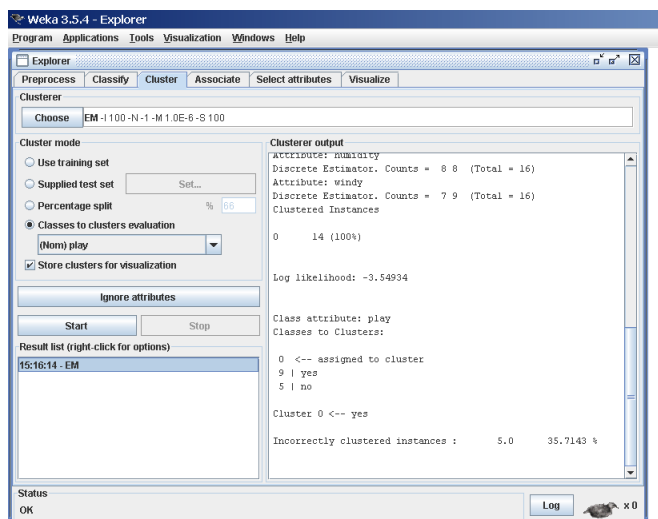 Weka 3.5.4 - Explorer
Program Applications Tools Visualization Windows Help
Explorer
Preprocess Classify Cluster Associate Select attributes Visualize
Clusterer
Choose EM -I 100 -N -1 -M 1.0E-6 -S 100
Cluster mode
Use training set
Supplied test set Set...
Percentage split % 66
Classes to clusters evaluation
(Nom) play
Store clusters for visualization
Ignore attributes
Start Stop
Result list (right-click for options)
15:16:14 - EM
Clusterer output
Attribute: humidity
Discrete Estimator. Counts = 8 8 (Total = 16)
Attribute: windy
Discrete Estimator. Counts = 7 9 (Total = 16)
Clustered Instances
0 14 (100%)
Log likelihood: -3.54934
Class attribute: play
Classes to Clusters:
0 <-- assigned to cluster
9 | yes
5 | no
Cluster 0 <-- yes
Incorrectly clustered instances : 5.0 35.7143 %
Status
OK
Log x 0